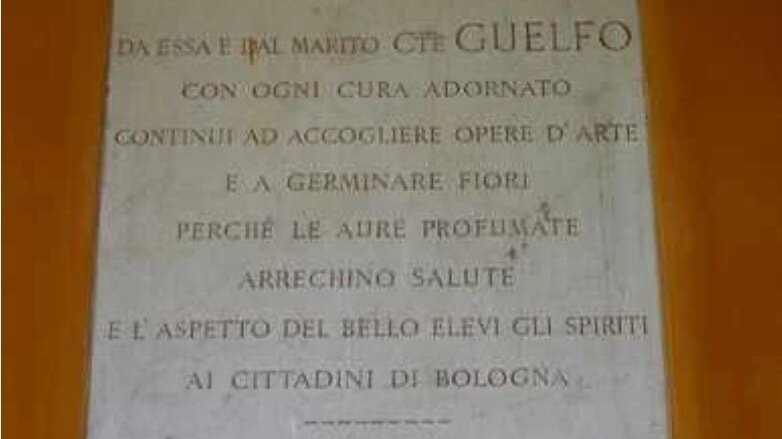 DA ESSA E DAL MARITO CTE GUELFO
CON OGNI CURA ADORNATO
CONTINUI AD ACCOGLIERE OPERE D'ARTE
E A GERMINARE FIORI
PERCHÉ LE AURE PROFUMATE
ARRECHINO SALUTE
E L'ASPETTO DEL BELLO ELEVI GLI SPIRITI
AI CITTADINI DI BOLOGNA